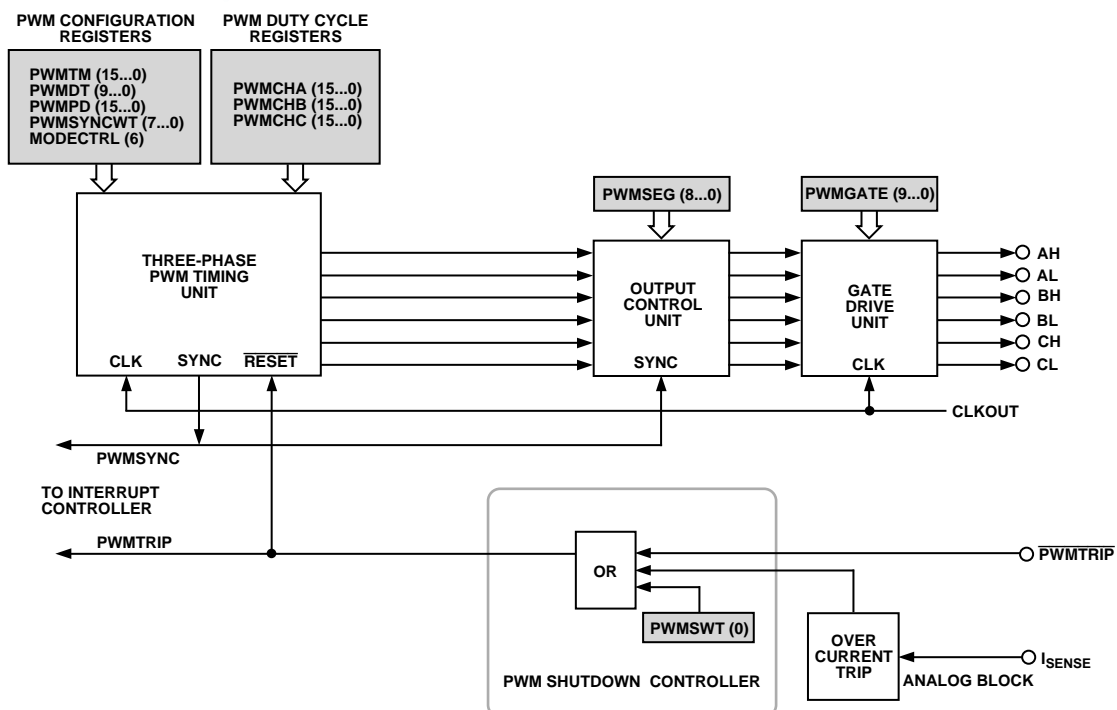 PWM CONFIGURATION
REGISTERS
PWM DUTY CYCLE
REGISTERS
PWMTM (15...0)
PWMDT (9...0)
PWMPD (15...0)
PWMSYNCWT (7...0)
MODECTRL (6)
PWMCHA (15...0)
PWMCHB (15...0)
PWMCHC (15...0)
PWMSEG (8...0)
PWMGATE (9...0)
THREE-PHASE
PWM TIMING
UNIT
CLK SYNC RESET
OUTPUT
CONTROL
UNIT
SYNC
GATE
DRIVE
UNIT
CLK
AH
AL
BH
BL
CH
CL
CLKOUT
PWMSYNC
TO INTERRUPT
CONTROLLER
PWMTRIP
OR
PWMTRIP
PWMSWT (0)
OVER
CURRENT
TRIP
ISENSE
ANALOG BLOCK
PWM SHUTDOWN CONTROLLER